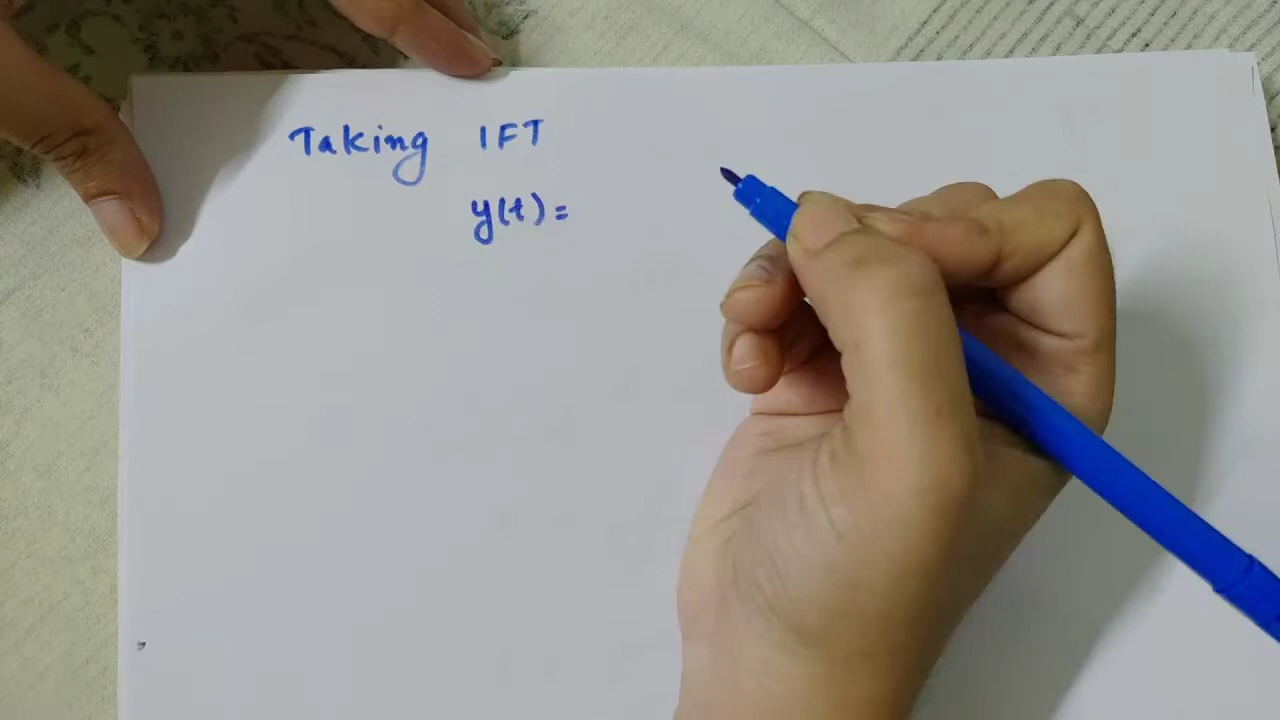 Taking IFT
y(t) =